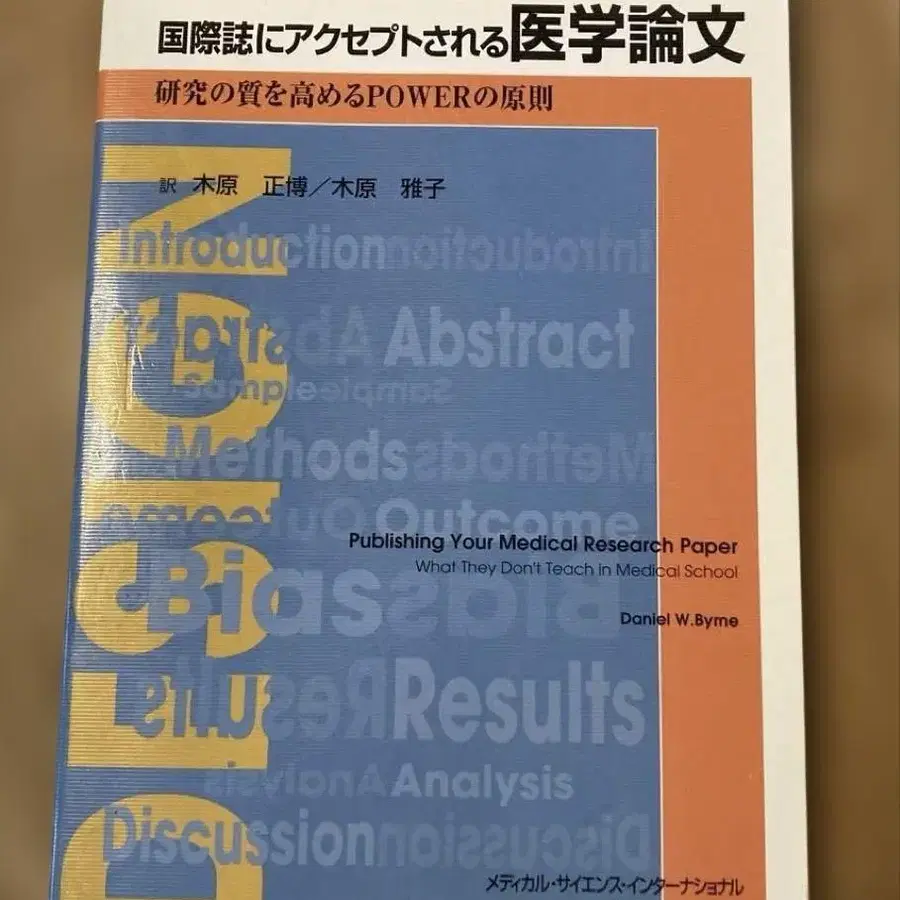 国際誌にアクセプトされる医学論文
研究の質を高めるPOWERの原則
訳 木原 正博/木原 雅子
Introduction
Abstract
Sample
Methods
Outcome
Publishing Your Medical Research Paper
What They Don't Teach in Medical School
Bias
Daniel W.Byrne
Results
Analysis
Discussion
メディカル・サイエンス・インターナショナル